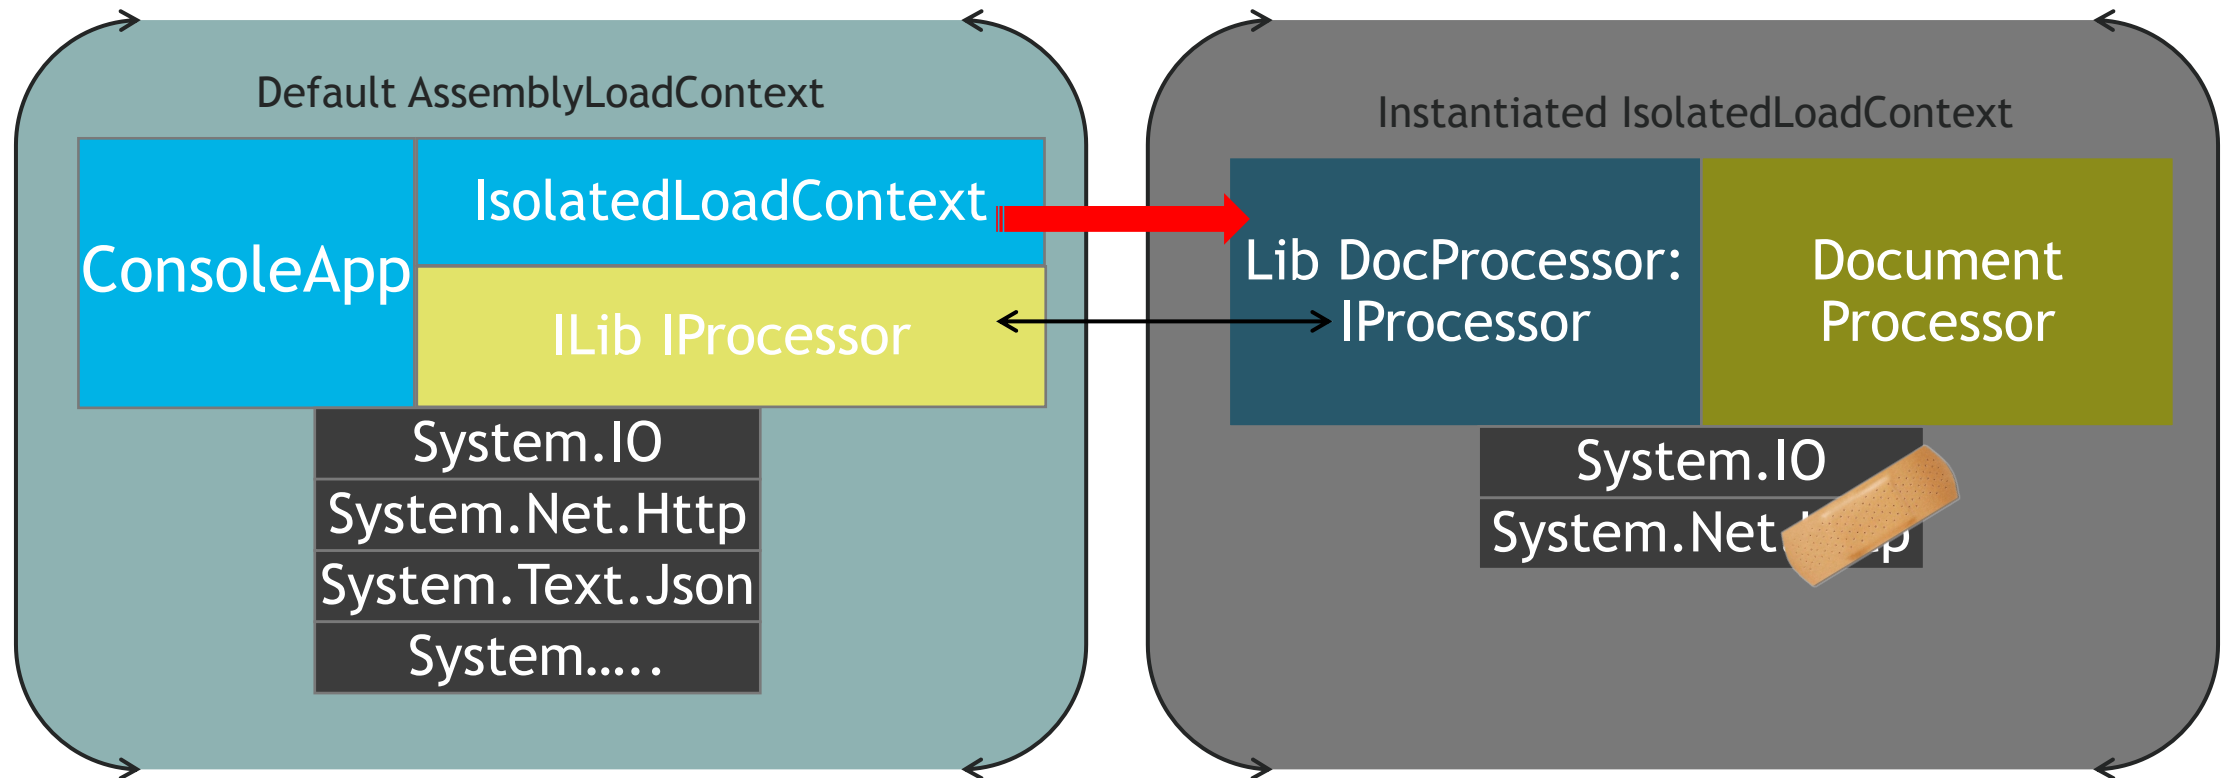 Default AssemblyLoadContext
ConsoleApp
IsolatedLoadContext
ILib IProcessor
System.IO
System.Net.Http
System.Text.Json
System…..
Instantiated IsolatedLoadContext
Lib DocProcessor:
IProcessor
Document
Processor
System.IO
System.Net.Http